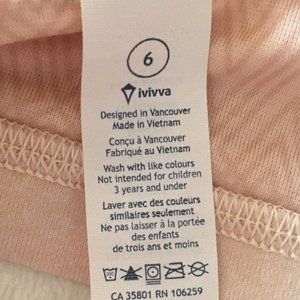 6
ivivva
Designed in Vancouver
Made in Vietnam
Conçu à Vancouver
Fabriqué au Vietnam
Wash with like colours
Not intended for children
3 years and under
Laver avec des couleurs
similaires seulement
Ne pas laisser à la portée
des enfants
de trois ans et moins
CA 35801 RN 106259